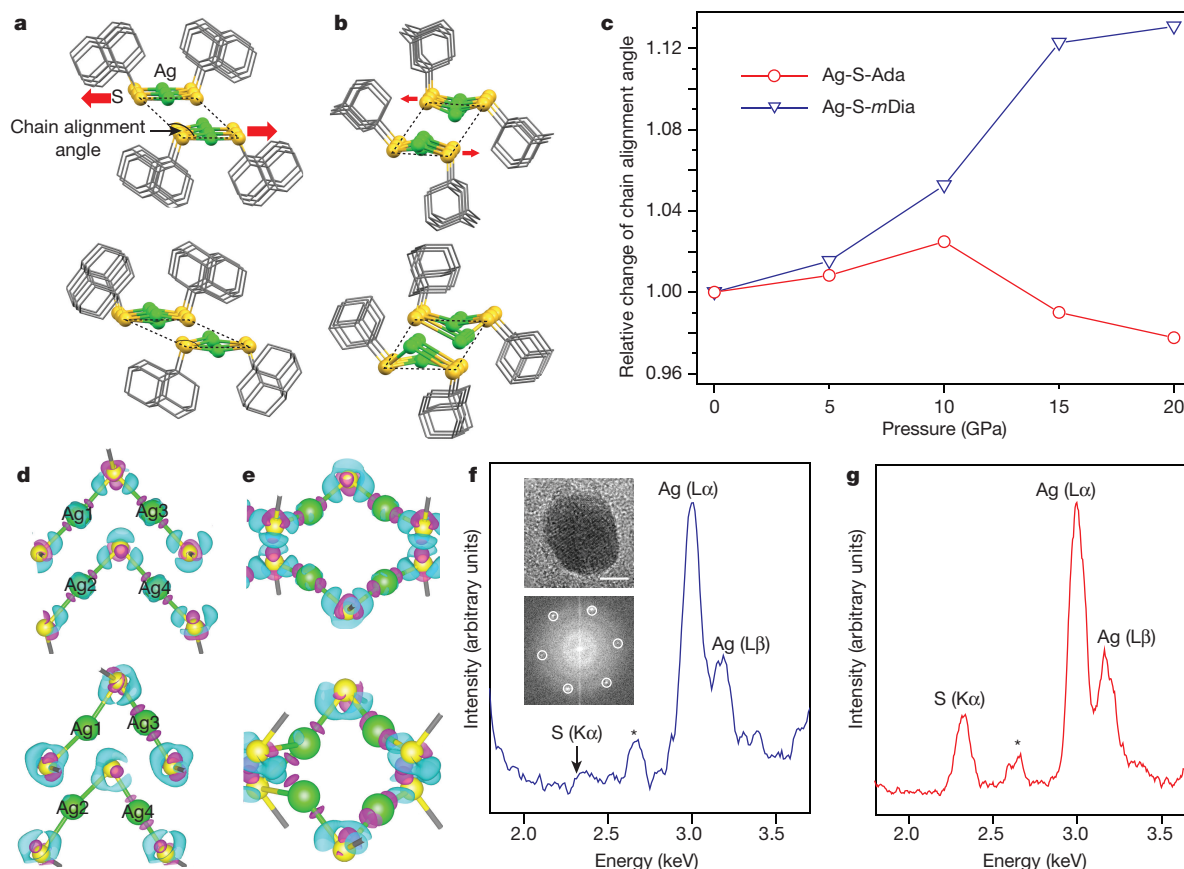 a
Ag
S
Chain alignment
angle
b
c
Relative change of chain alignment angle
1.12
1.08
1.04
1.00
0.96
Ag-S-Ada
Ag-S-mDia
0 5 10 15 20
Pressure (GPa)
d
Ag1 Ag3
Ag2 Ag4
Ag1 Ag3
Ag2 Ag4
e
f
Intensity (arbitrary units)
Ag (Lα)
Ag (Lβ)
S (Kα)
*
2.0 2.5 3.0 3.5
Energy (keV)
g
Intensity (arbitrary units)
Ag (Lα)
Ag (Lβ)
S (Kα)
*
2.0 2.5 3.0 3.5
Energy (keV)